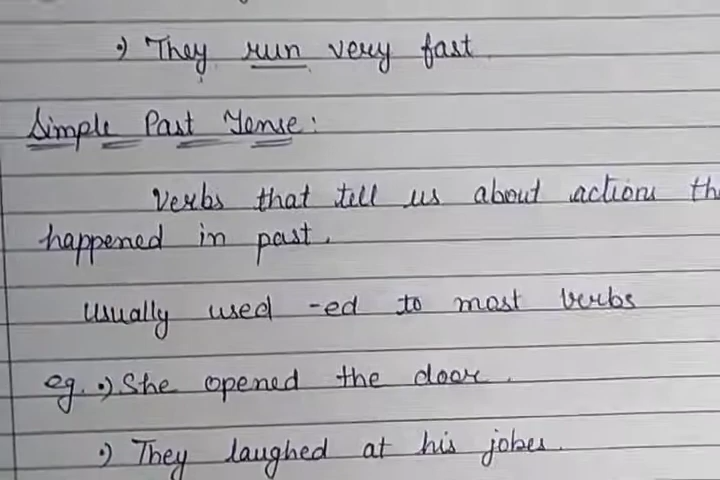 •) They run very fast
Simple Past Tense:
Verbs that tell us about actions
happened in past.
Usually used -ed to most verbs
eg. •) She opened the door.
•) They laughed at his jokes.